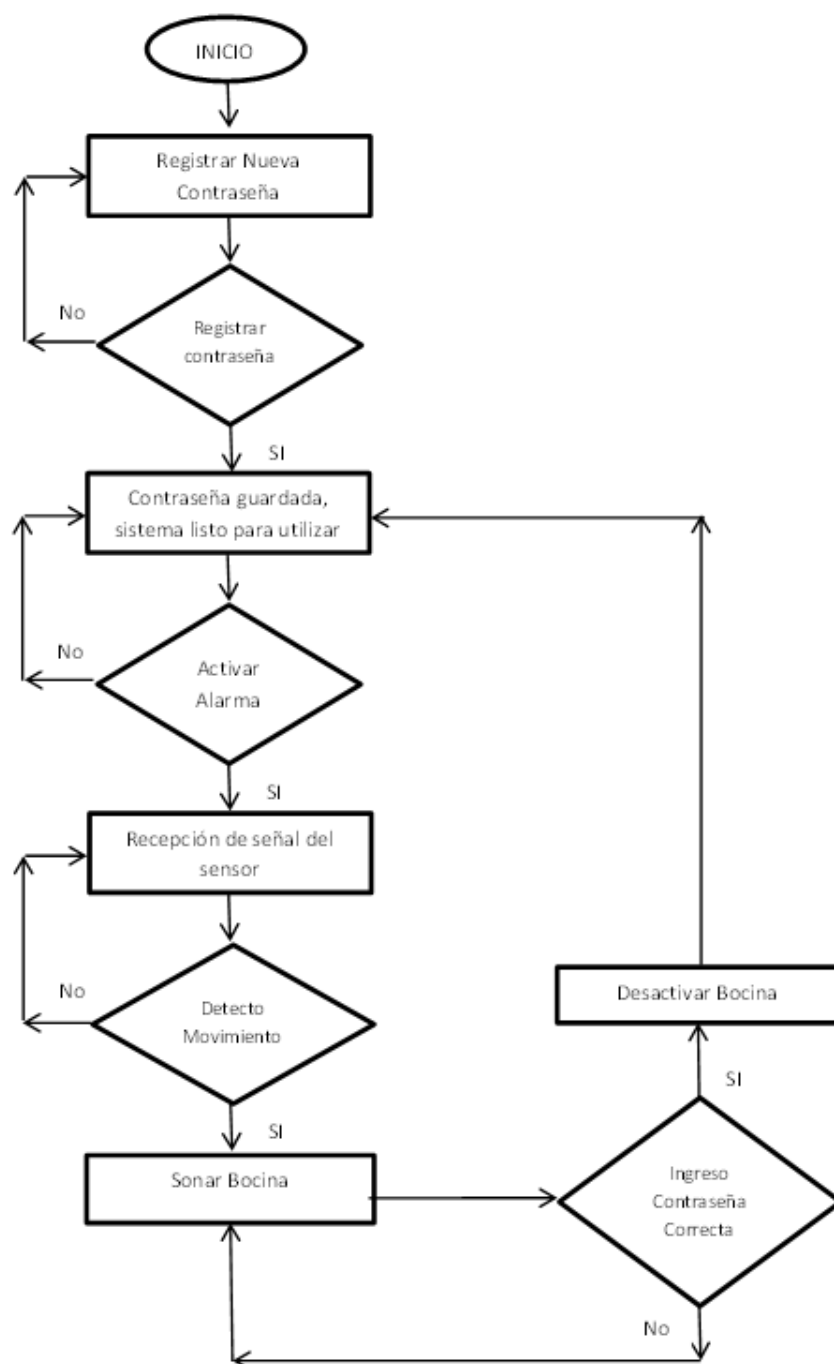 INICIO
Registrar Nueva
Contraseña
No
Registrar
contraseña
SI
Contraseña guardada,
sistema listo para utilizar
No
Activar
Alarma
SI
Recepción de señal del
sensor
No
Detecto
Movimiento
SI
Sonar Bocina
Desactivar Bocina
SI
Ingreso
Contraseña
Correcta
No